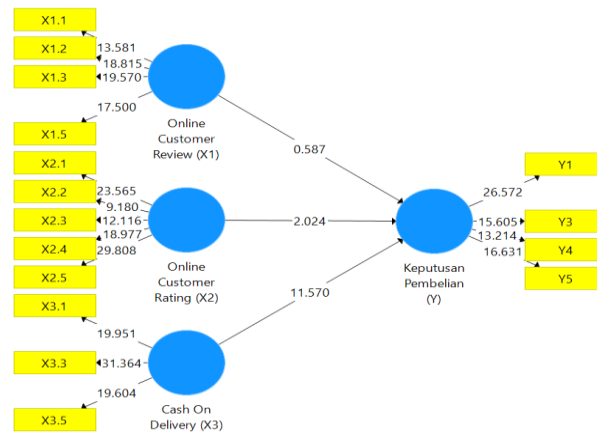 X1.1
X1.2
X1.3
X1.5
13.581
18.815
19.570
17.500
Online
Customer
Review (X1)
0.587
X2.1
X2.2
X2.3
X2.4
X2.5
23.565
9.180
12.116
18.977
29.808
Online
Customer
Rating (X2)
2.024
X3.1
X3.3
X3.5
19.951
31.364
19.604
Cash On
Delivery (X3)
11.570
Keputusan
Pembelian
(Y)
26.572
15.605
13.214
16.631
Y1
Y3
Y4
Y5